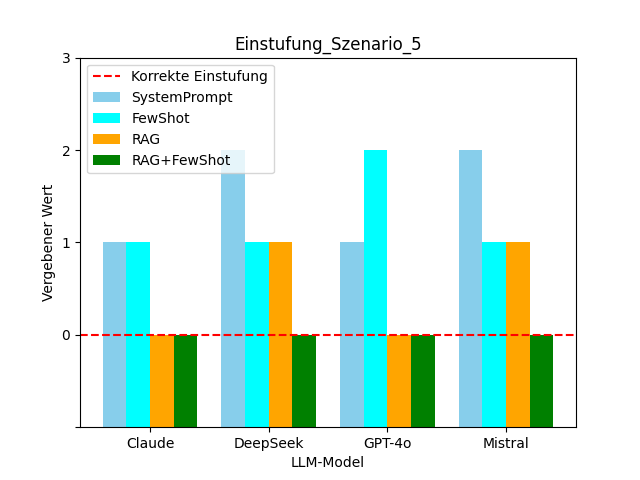 Einstufung_Szenario_5
Korrekte Einstufung
SystemPrompt
FewShot
RAG
RAG+FewShot
Vergebener Wert
3
2
1
0
Claude
DeepSeek
GPT-4o
Mistral
LLM-Model